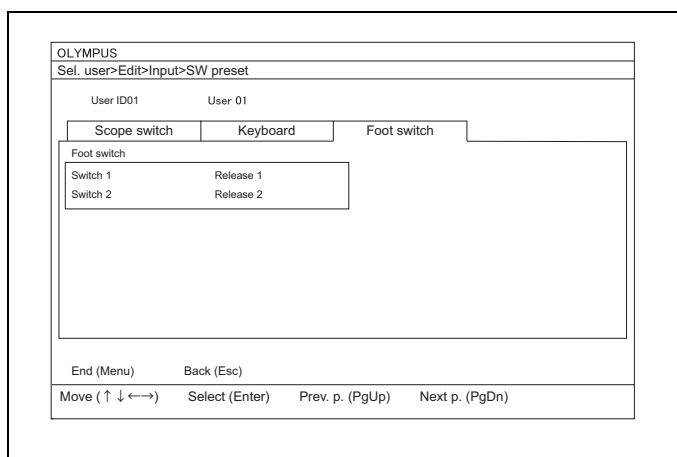 OLYMPUS
Sel. user>Edit>Input>SW preset
User ID01 User 01
Scope switch Keyboard Foot switch
Foot switch
Switch 1 Release 1
Switch 2 Release 2
End (Menu) Back (Esc)
Move (↑↓←→) Select (Enter) Prev. p. (PgUp) Next p. (PgDn)